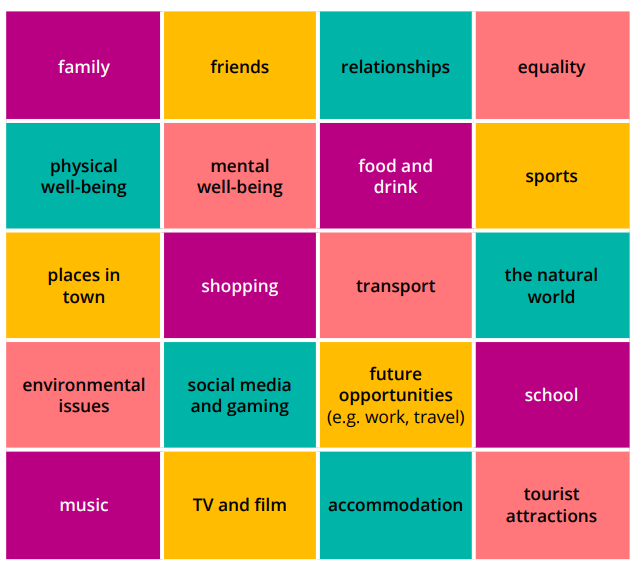 family
friends
relationships
equality
physical
well-being
mental
well-being
food and
drink
sports
places in
town
shopping
transport
the natural
world
environmental
issues
social media
and gaming
future
opportunities
(e.g. work, travel)
school
music
TV and film
accommodation
tourist
attractions